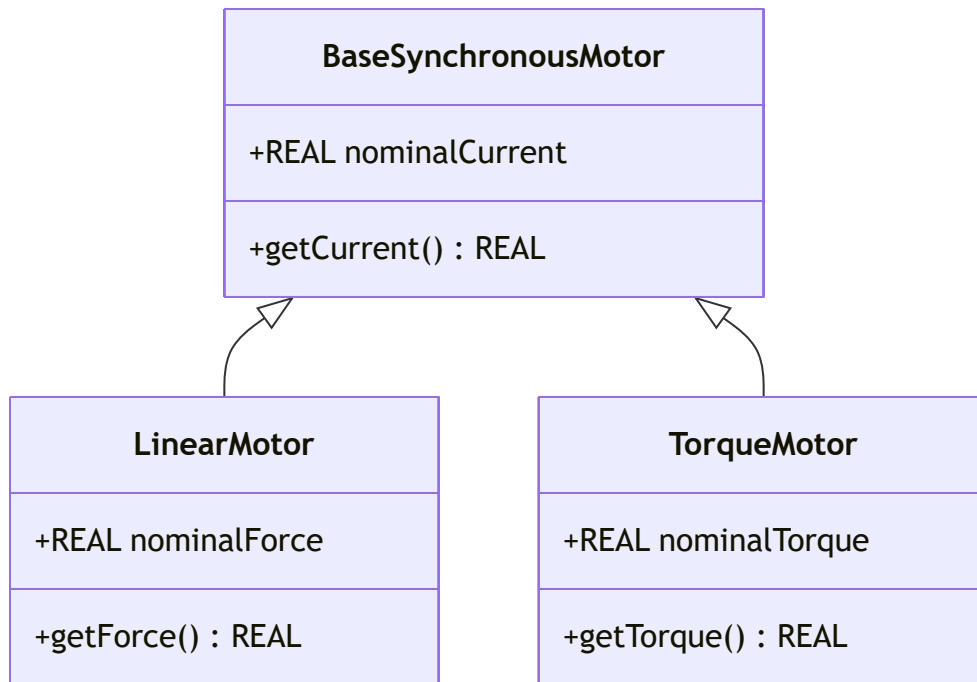 BaseSynchronousMotor
+REAL nominalCurrent
+getCurrent() : REAL
LinearMotor
+REAL nominalForce
+getForce() : REAL
TorqueMotor
+REAL nominalTorque
+getTorque() : REAL